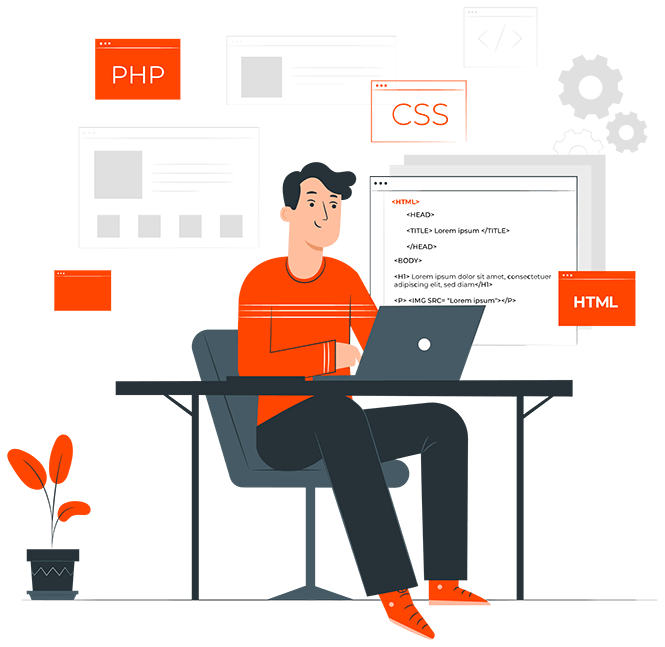 </>
PHP
CSS
<HTML>
<HEAD>
<TITLE> Lorem ipsum </TITLE>
</HEAD>
<BODY>
<H1> Lorem ipsum dolor sit amet, consectetuer
adipiscing elit, sed diam</H1>
<P> <IMG SRC= "Lorem ipsum"></P>
HTML